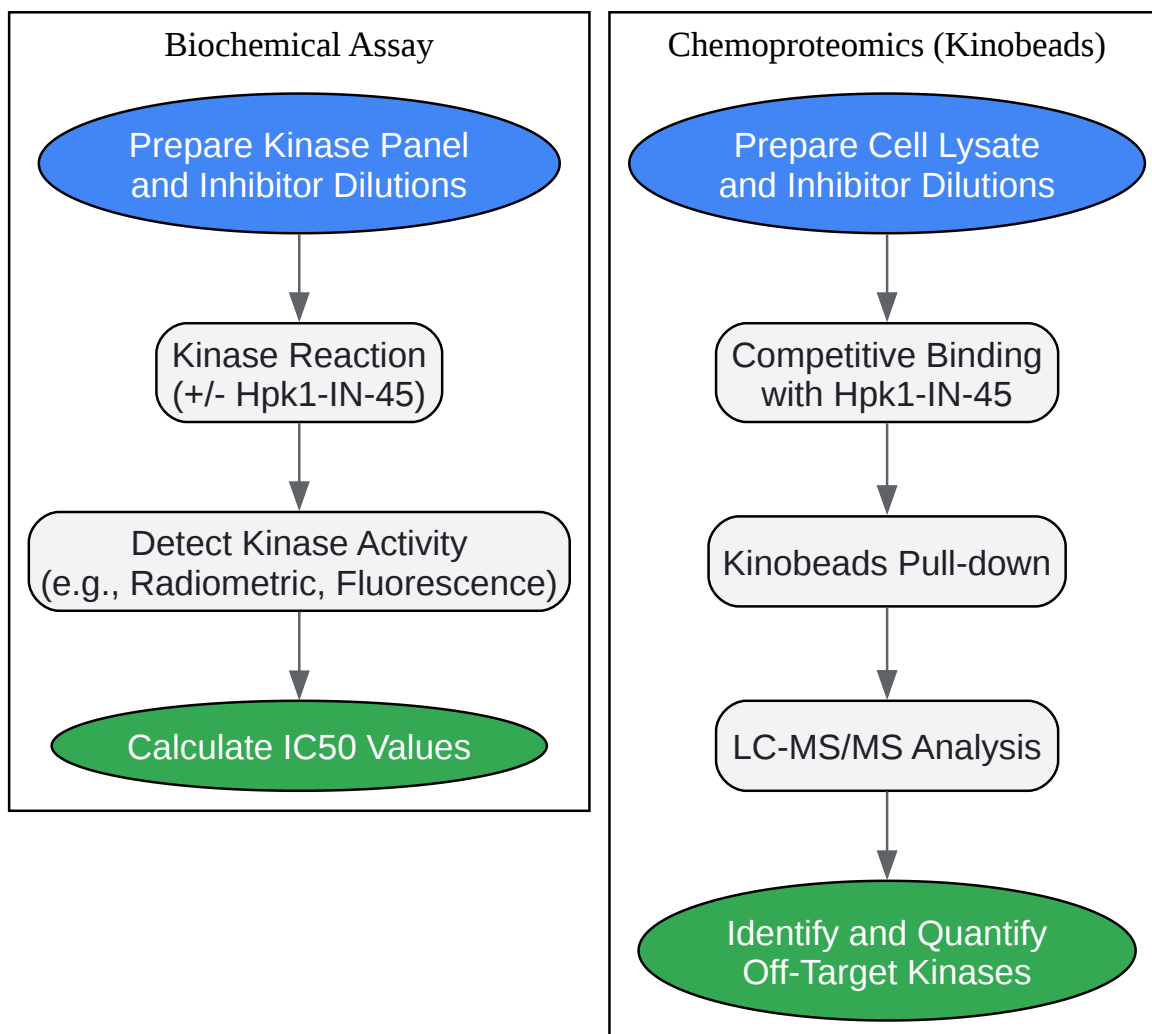 Biochemical Assay
Prepare Kinase Panel
and Inhibitor Dilutions
Kinase Reaction
(+/- Hpk1-IN-45)
Detect Kinase Activity
(e.g., Radiometric, Fluorescence)
Calculate IC50 Values
Chemoproteomics (Kinobeads)
Prepare Cell Lysate
and Inhibitor Dilutions
Competitive Binding
with Hpk1-IN-45
Kinobeads Pull-down
LC-MS/MS Analysis
Identify and Quantify
Off-Target Kinases